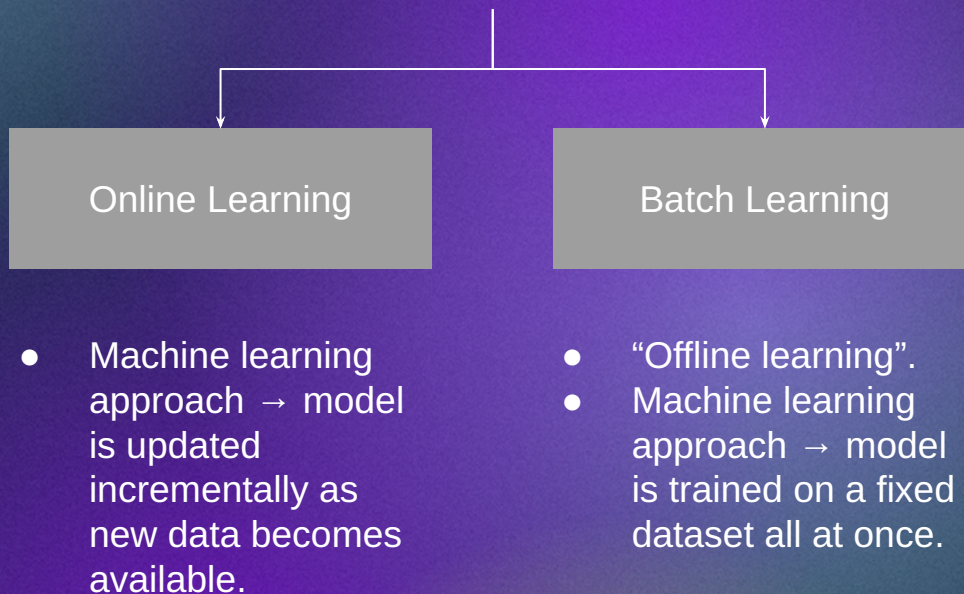 Online Learning
Batch Learning
● Machine learning
approach → model
is updated
incrementally as
new data becomes
available.
● “Offline learning”.
● Machine learning
approach → model
is trained on a fixed
dataset all at once.